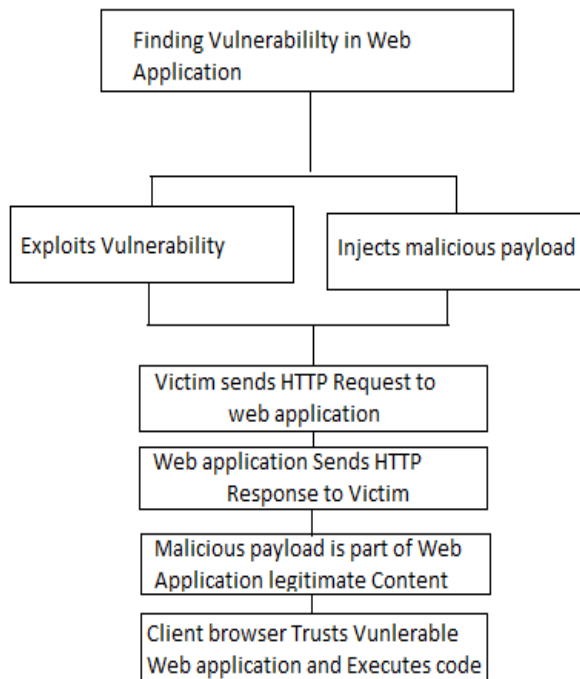 Finding Vulnerabililty in Web
Application
Exploits Vulnerability
Injects malicious payload
Victim sends HTTP Request to
web application
Web application Sends HTTP
Response to Victim
Malicious payload is part of Web
Application legitimate Content
Client browser Trusts Vunlerable
Web application and Executes code